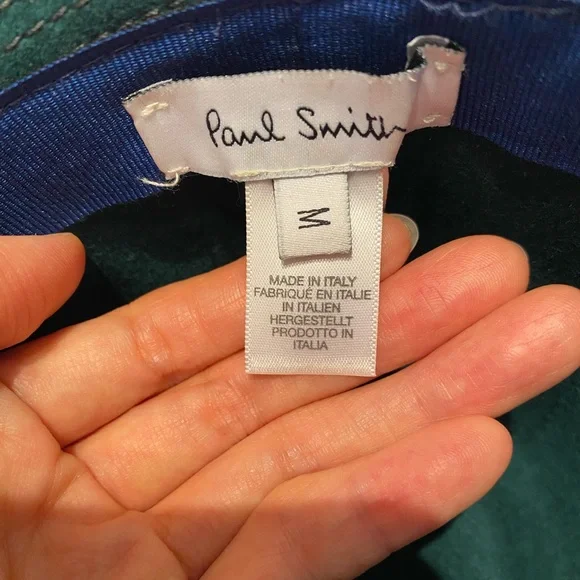 Paul Smith
M
MADE IN ITALY
FABRIQUÉ EN ITALIE
IN ITALIEN
HERGESTELLT
PRODOTTO IN
ITALIA